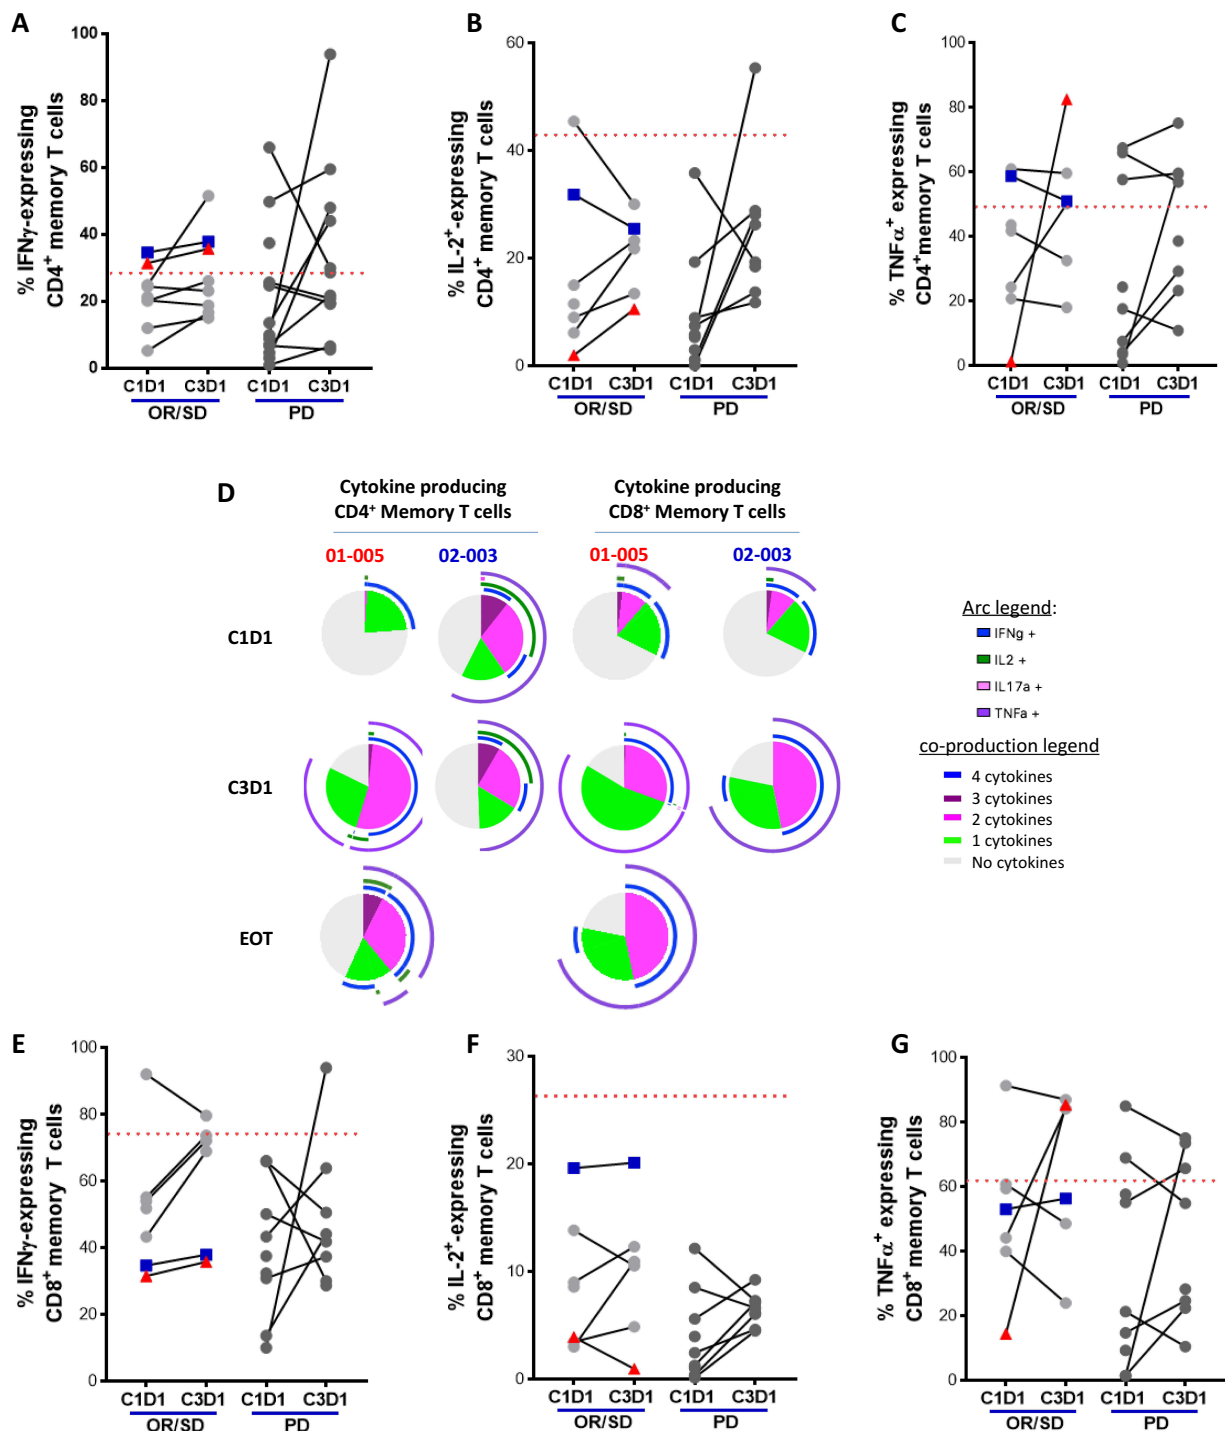 A
% IFNγ-expressing
CD4+ memory T cells
100
80
60
40
20
0
C1D1 C3D1 C1D1 C3D1
OR/SD PD
B
% IL-2+-expressing
CD4+ memory T cells
60
40
20
0
C1D1 C3D1 C1D1 C3D1
OR/SD PD
C
% TNFα+ expressing
CD4+memory T cells
100
80
60
40
20
0
C1D1 C3D1 C1D1 C3D1
OR/SD PD
D
Cytokine producing
CD4+ Memory T cells
Cytokine producing
CD8+ Memory T cells
01-005 02-003 01-005 02-003
C1D1
C3D1
EOT
Arc legend:
IFNg +
IL2 +
IL17a +
TNFa +
co-production legend
4 cytokines
3 cytokines
2 cytokines
1 cytokines
No cytokines
E
% IFNγ-expressing
CD8+ memory T cells
100
80
60
40
20
0
C1D1 C3D1 C1D1 C3D1
OR/SD PD
F
% IL-2+-expressing
CD8+ memory T cells
30
20
10
0
C1D1 C3D1 C1D1 C3D1
OR/SD PD
G
% TNFα+ expressing
CD8+ memory T cells
100
80
60
40
20
0
C1D1 C3D1 C1D1 C3D1
OR/SD PD